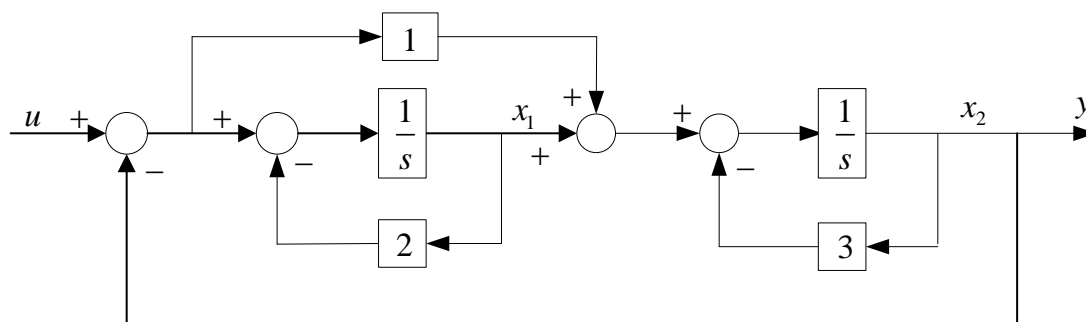 1
u + + 1/s x₁ + + + 1/s x₂ y
− − −
2 3